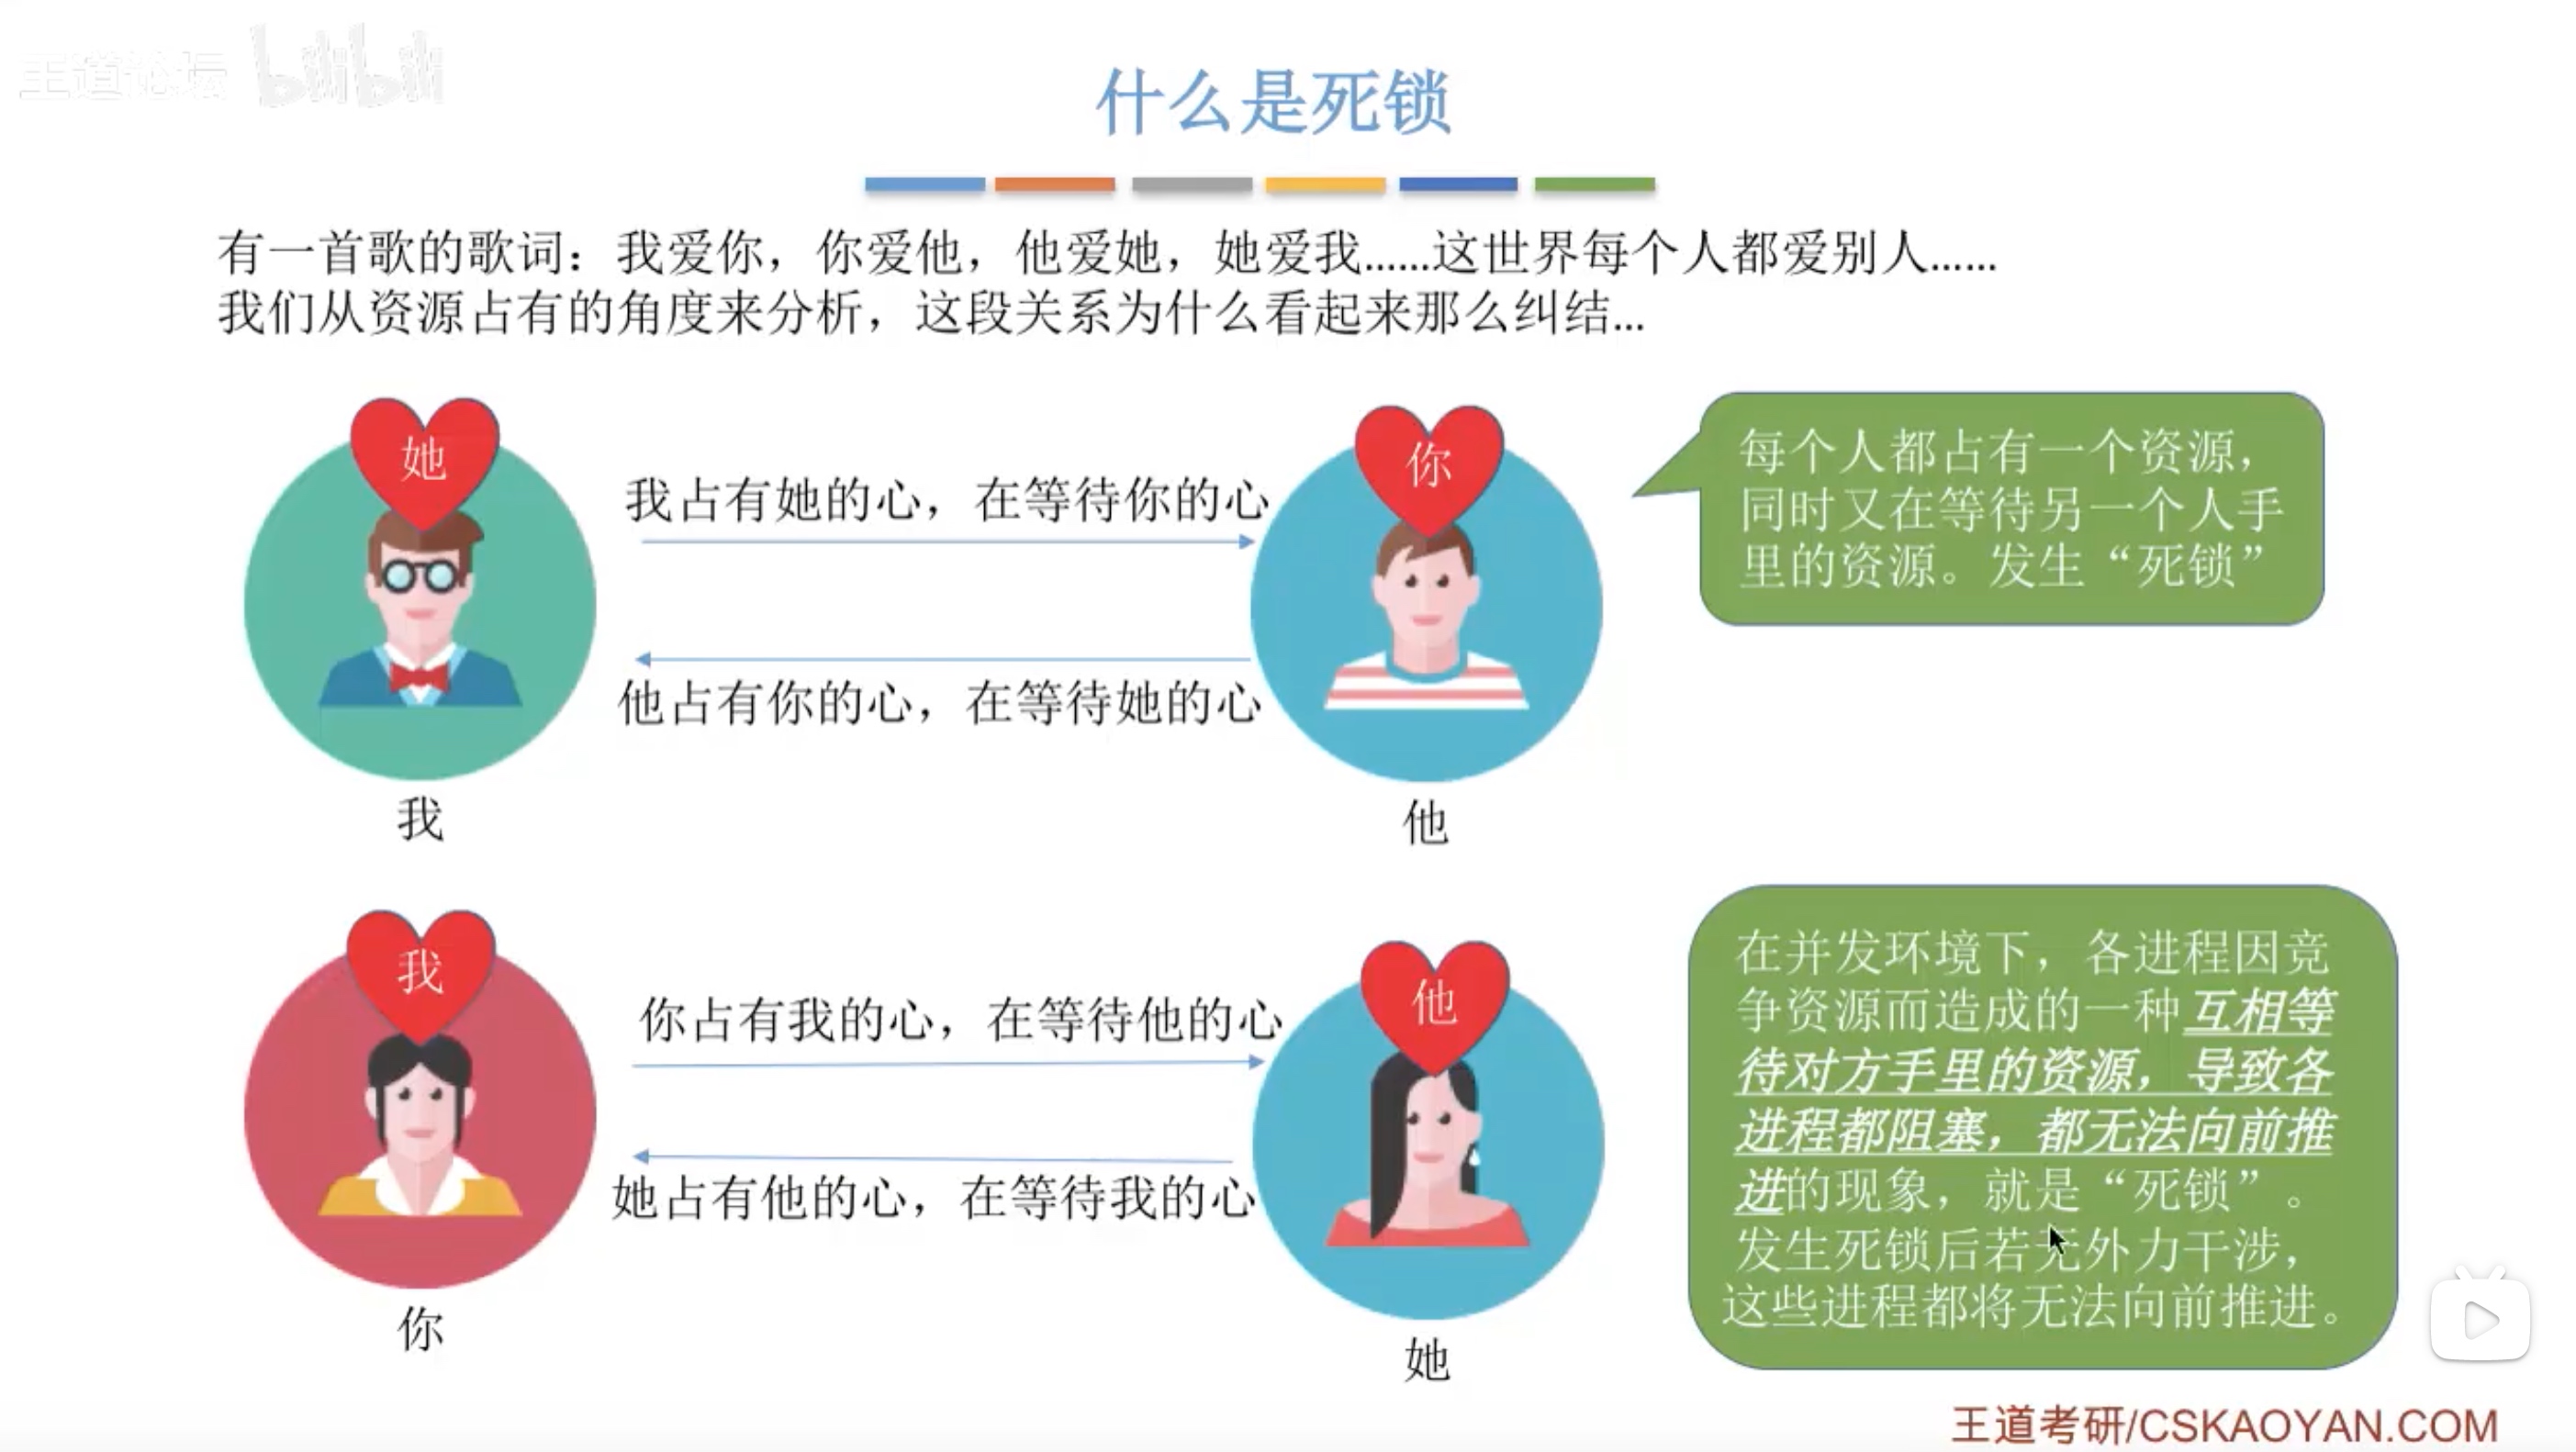 王道论坛 bilibili
什么是死锁
有一首歌的歌词：我爱你，你爱他，他爱她，她爱我……这世界每个人都爱别人……
我们从资源占有的角度来分析，这段关系为什么看起来那么纠结…
她
你
我占有她的心，在等待你的心
他占有你的心，在等待她的心
我
他
每个人都占有一个资源，
同时又在等待另一个人手
里的资源。发生“死锁”
我
他
你占有我的心，在等待他的心
她占有他的心，在等待我的心
你
她
在并发环境下，各进程因竞
争资源而造成的一种互相等
待对方手里的资源，导致各
进程都阻塞，都无法向前推
进的现象，就是“死锁”。
发生死锁后若无外力干涉，
这些进程都将无法向前推进。
王道考研/CSKAOYAN.COM